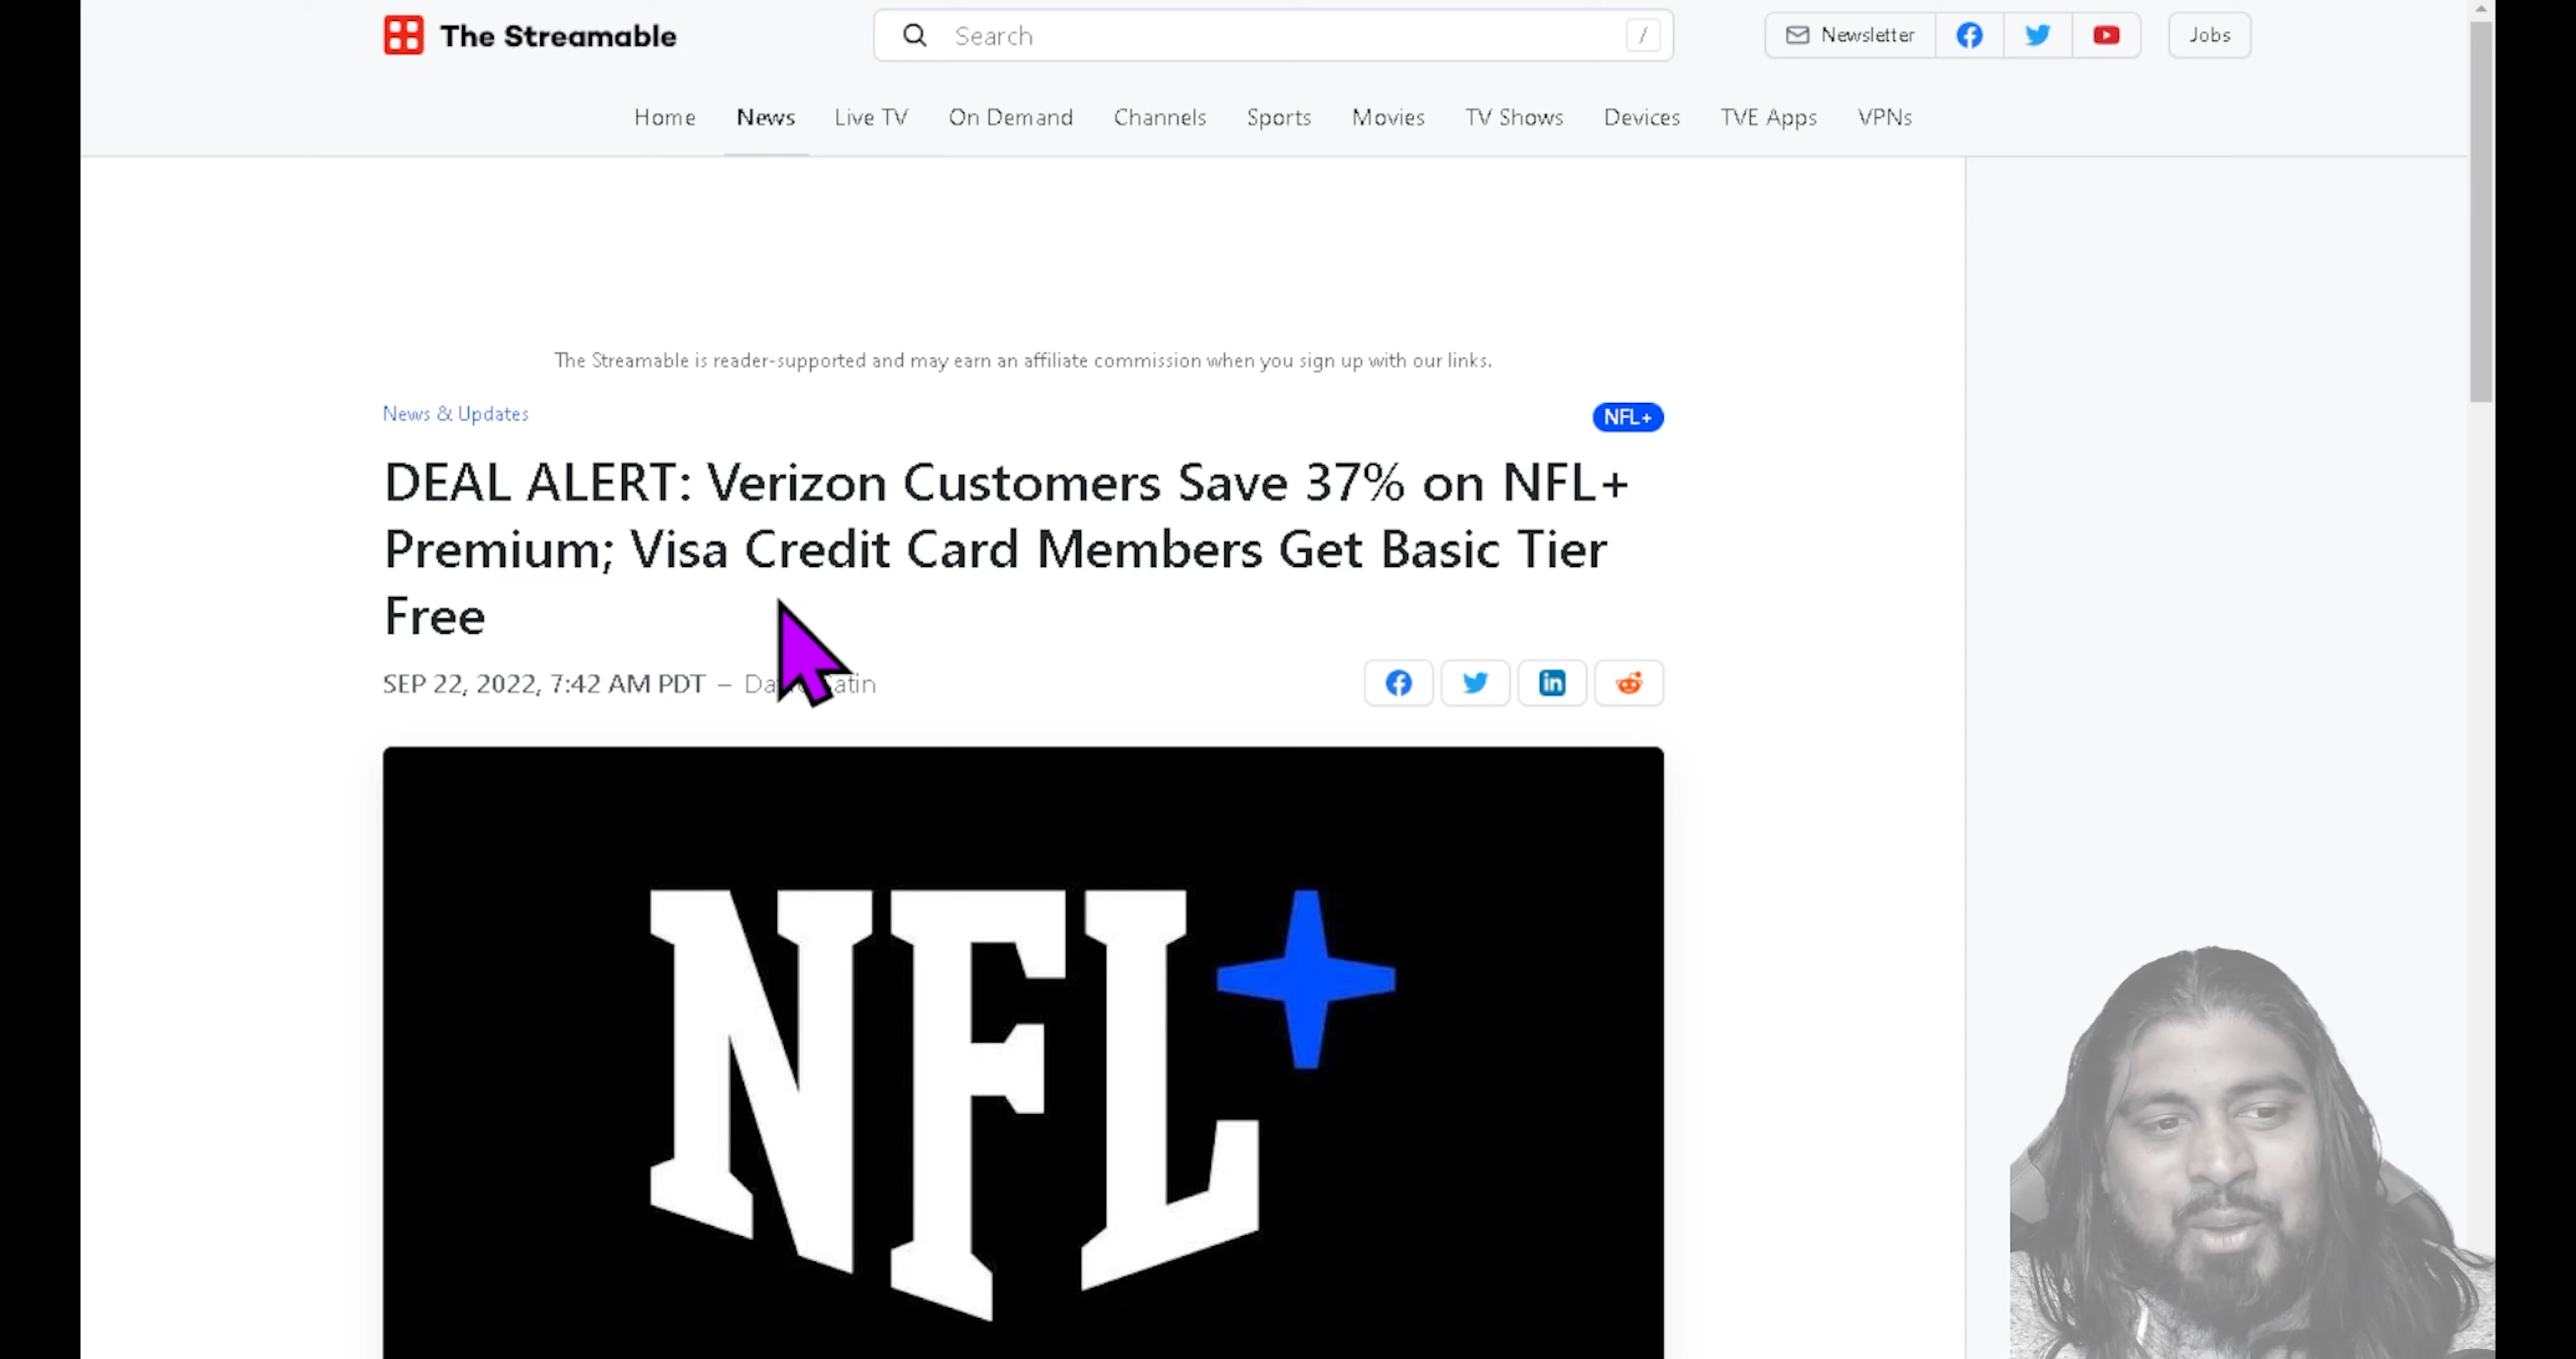 The Streamable
Search /
Newsletter
Jobs
Home News Live TV On Demand Channels Sports Movies TV Shows Devices TVE Apps VPNs
The Streamable is reader-supported and may earn an affiliate commission when you sign up with our links.
News & Updates
NFL+
DEAL ALERT: Verizon Customers Save 37% on NFL+
Premium; Visa Credit Card Members Get Basic Tier
Free
SEP 22, 2022, 7:42 AM PDT –
NFL